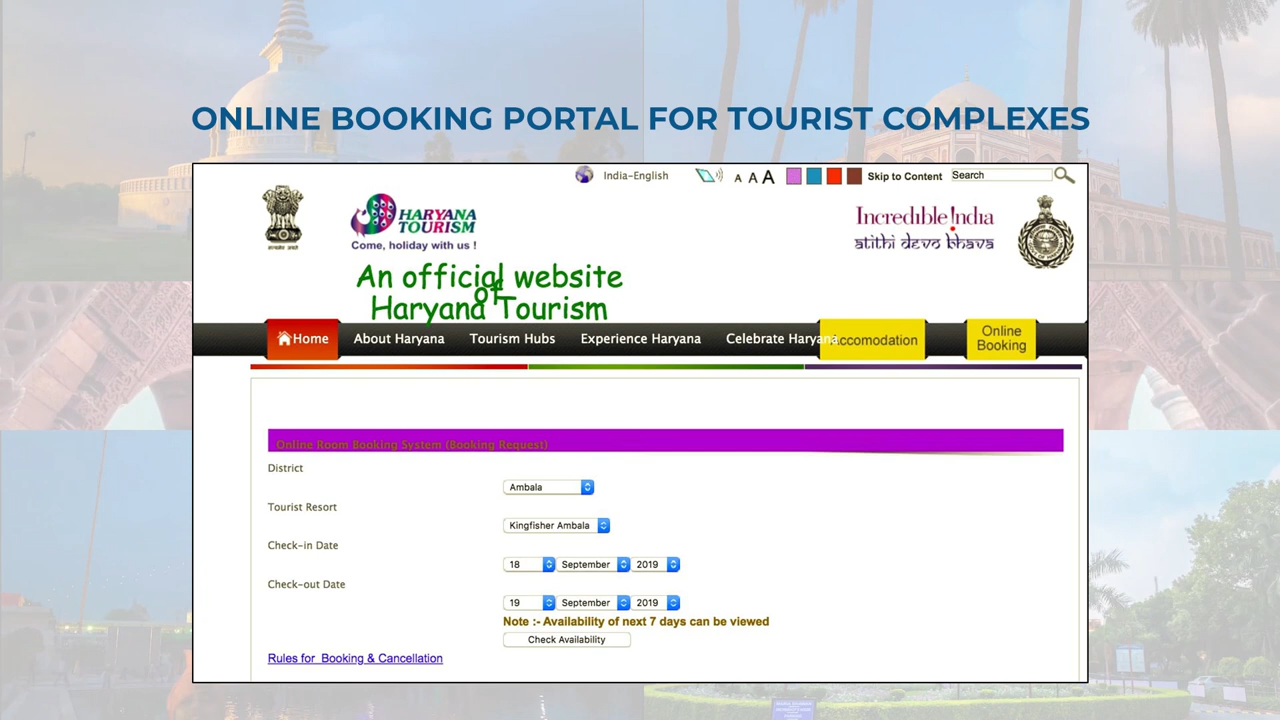 ONLINE BOOKING PORTAL FOR TOURIST COMPLEXES
India-English
A A A
Skip to Content
Search
HARYANA
TOURISM
Come, holiday with us !
Incredible !ndia
atithi devo bhava
An official website
of
Haryana Tourism
Home
About Haryana
Tourism Hubs
Experience Haryana
Celebrate Haryana
Accomodation
Online
Booking
Online Room Booking System (Booking Request)
District
Ambala
Tourist Resort
Kingfisher Ambala
Check-in Date
18 September 2019
Check-out Date
19 September 2019
Note :- Availability of next 7 days can be viewed
Check Availability
Rules for Booking & Cancellation